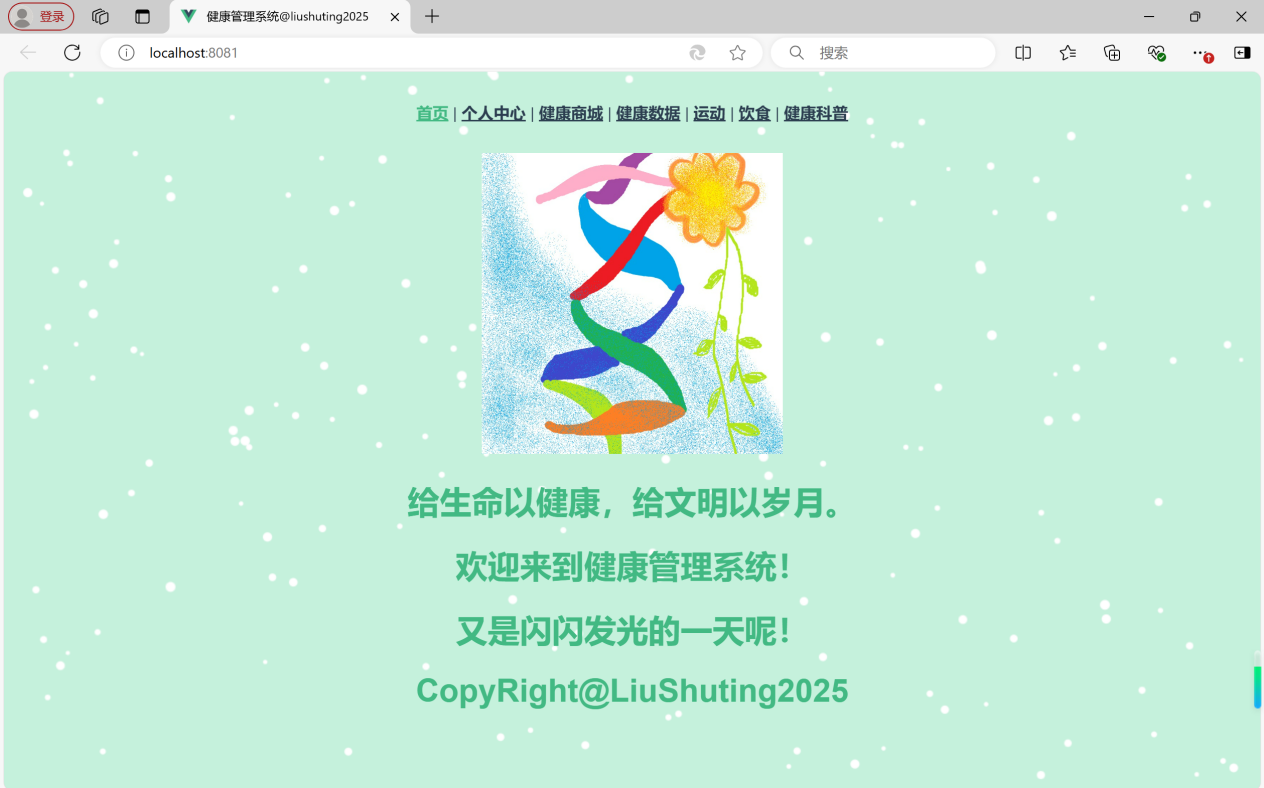 登录
健康管理系统@liushuting2025
localhost:8081
搜索
首页 | 个人中心 | 健康商城 | 健康数据 | 运动 | 饮食 | 健康科普
给生命以健康，给文明以岁月。
欢迎来到健康管理系统！
又是闪闪发光的一天呢！
CopyRight@LiuShuting2025